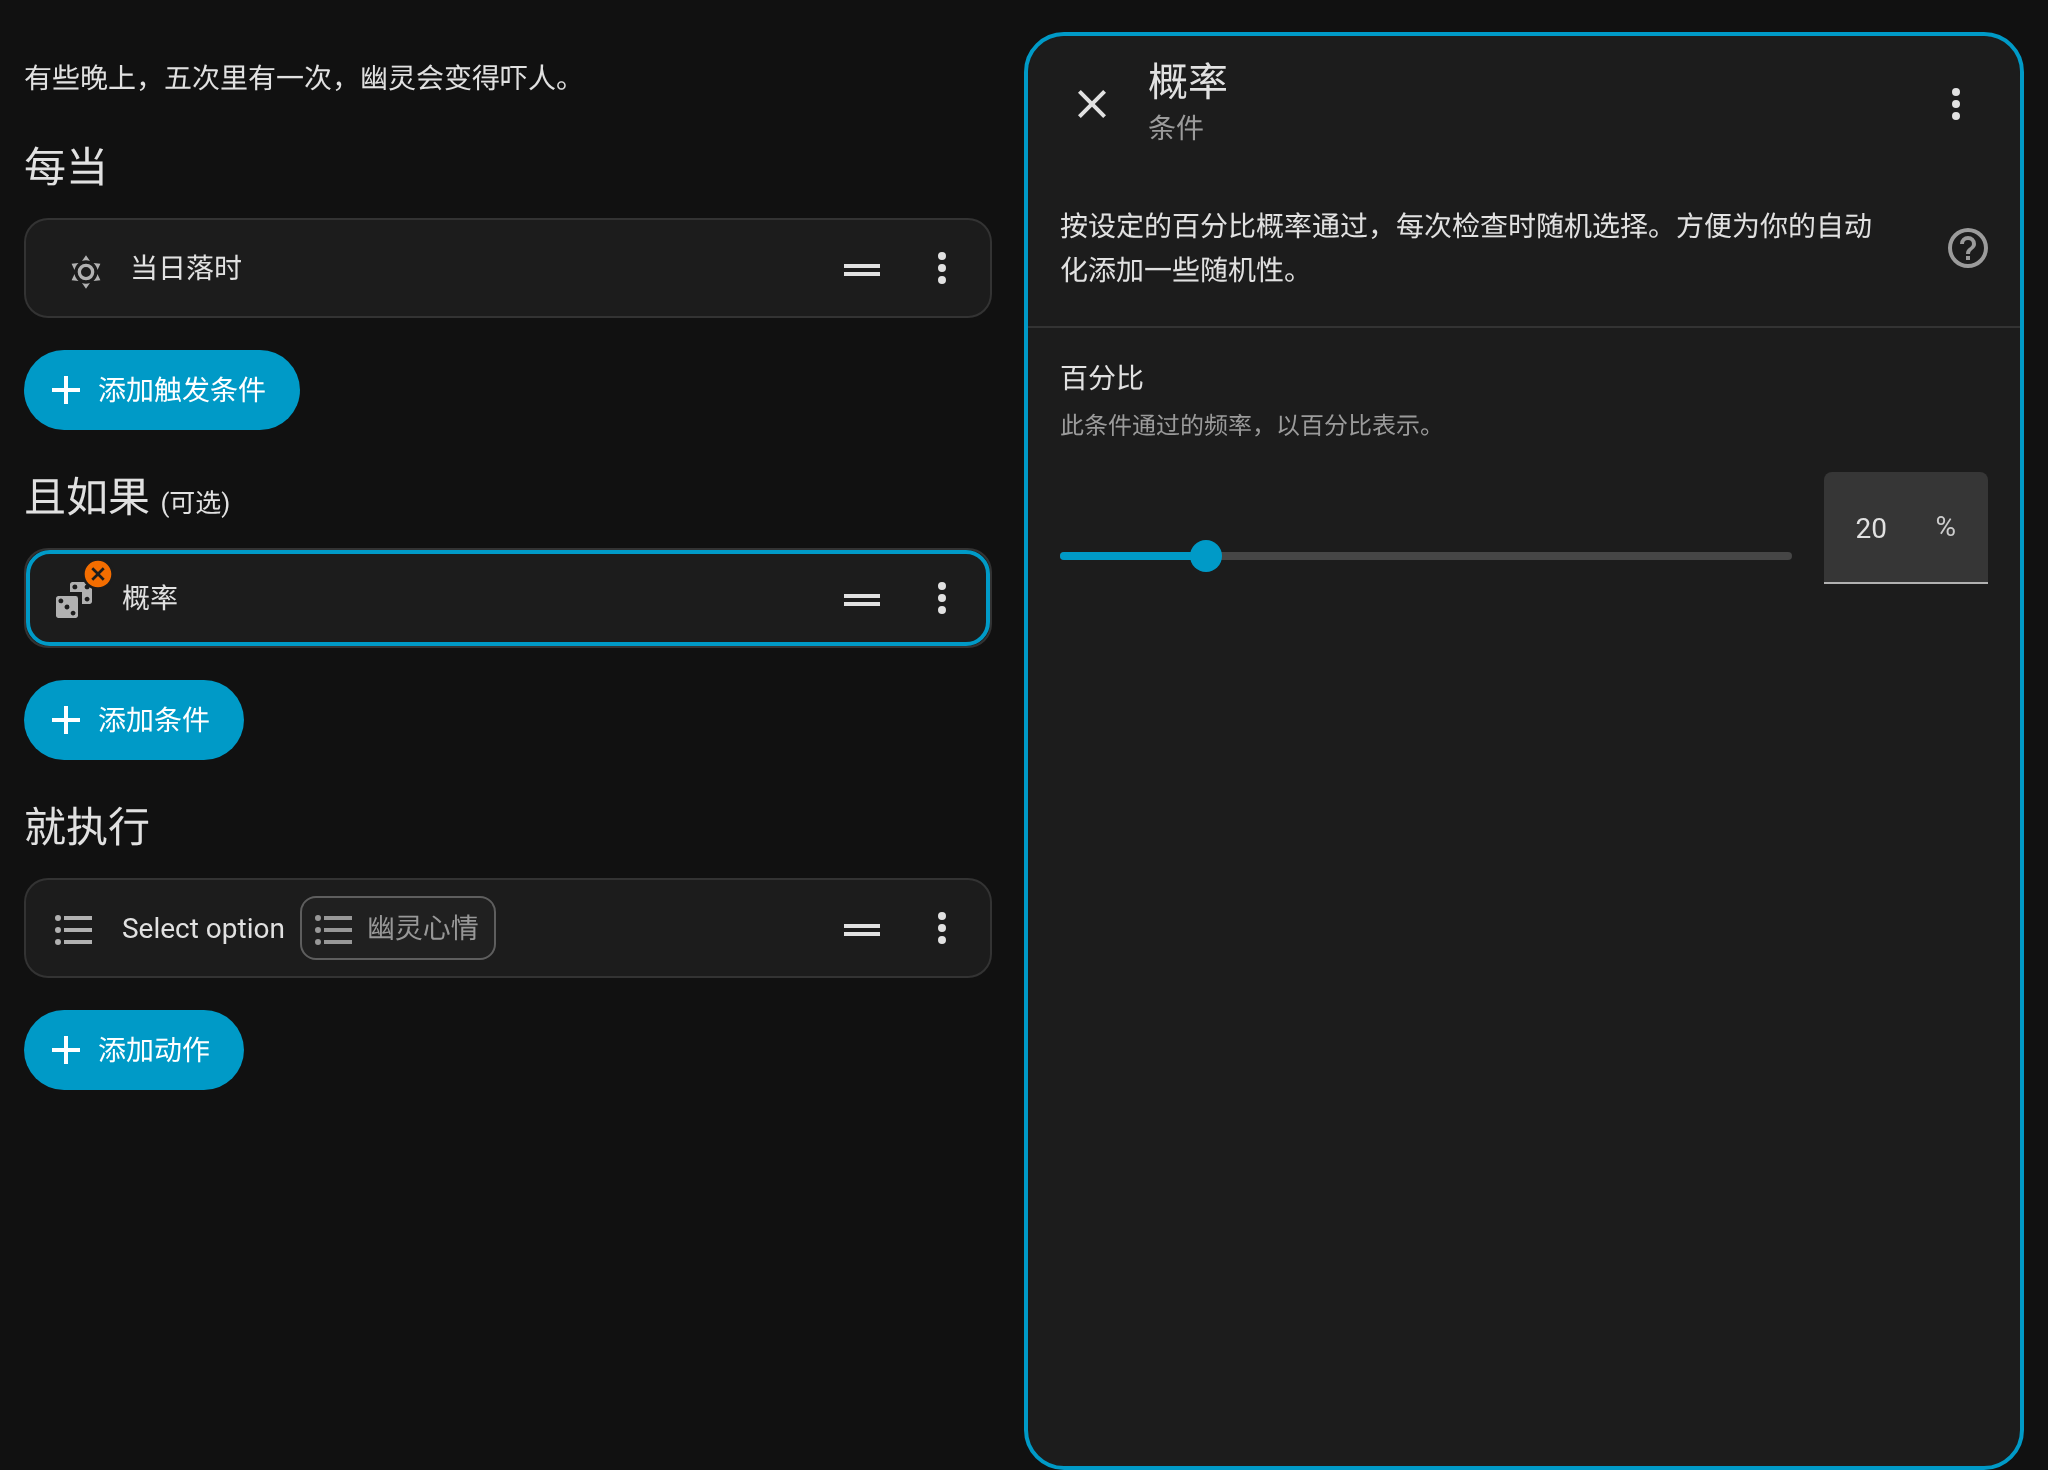 有些晚上，五次里有一次，幽灵会变得吓人。
每当
当日落时
添加触发条件
且如果 (可选)
概率
添加条件
就执行
Select option 幽灵心情
添加动作
概率
条件
按设定的百分比概率通过，每次检查时随机选择。方便为你的自动
化添加一些随机性。
百分比
此条件通过的频率，以百分比表示。
20 %